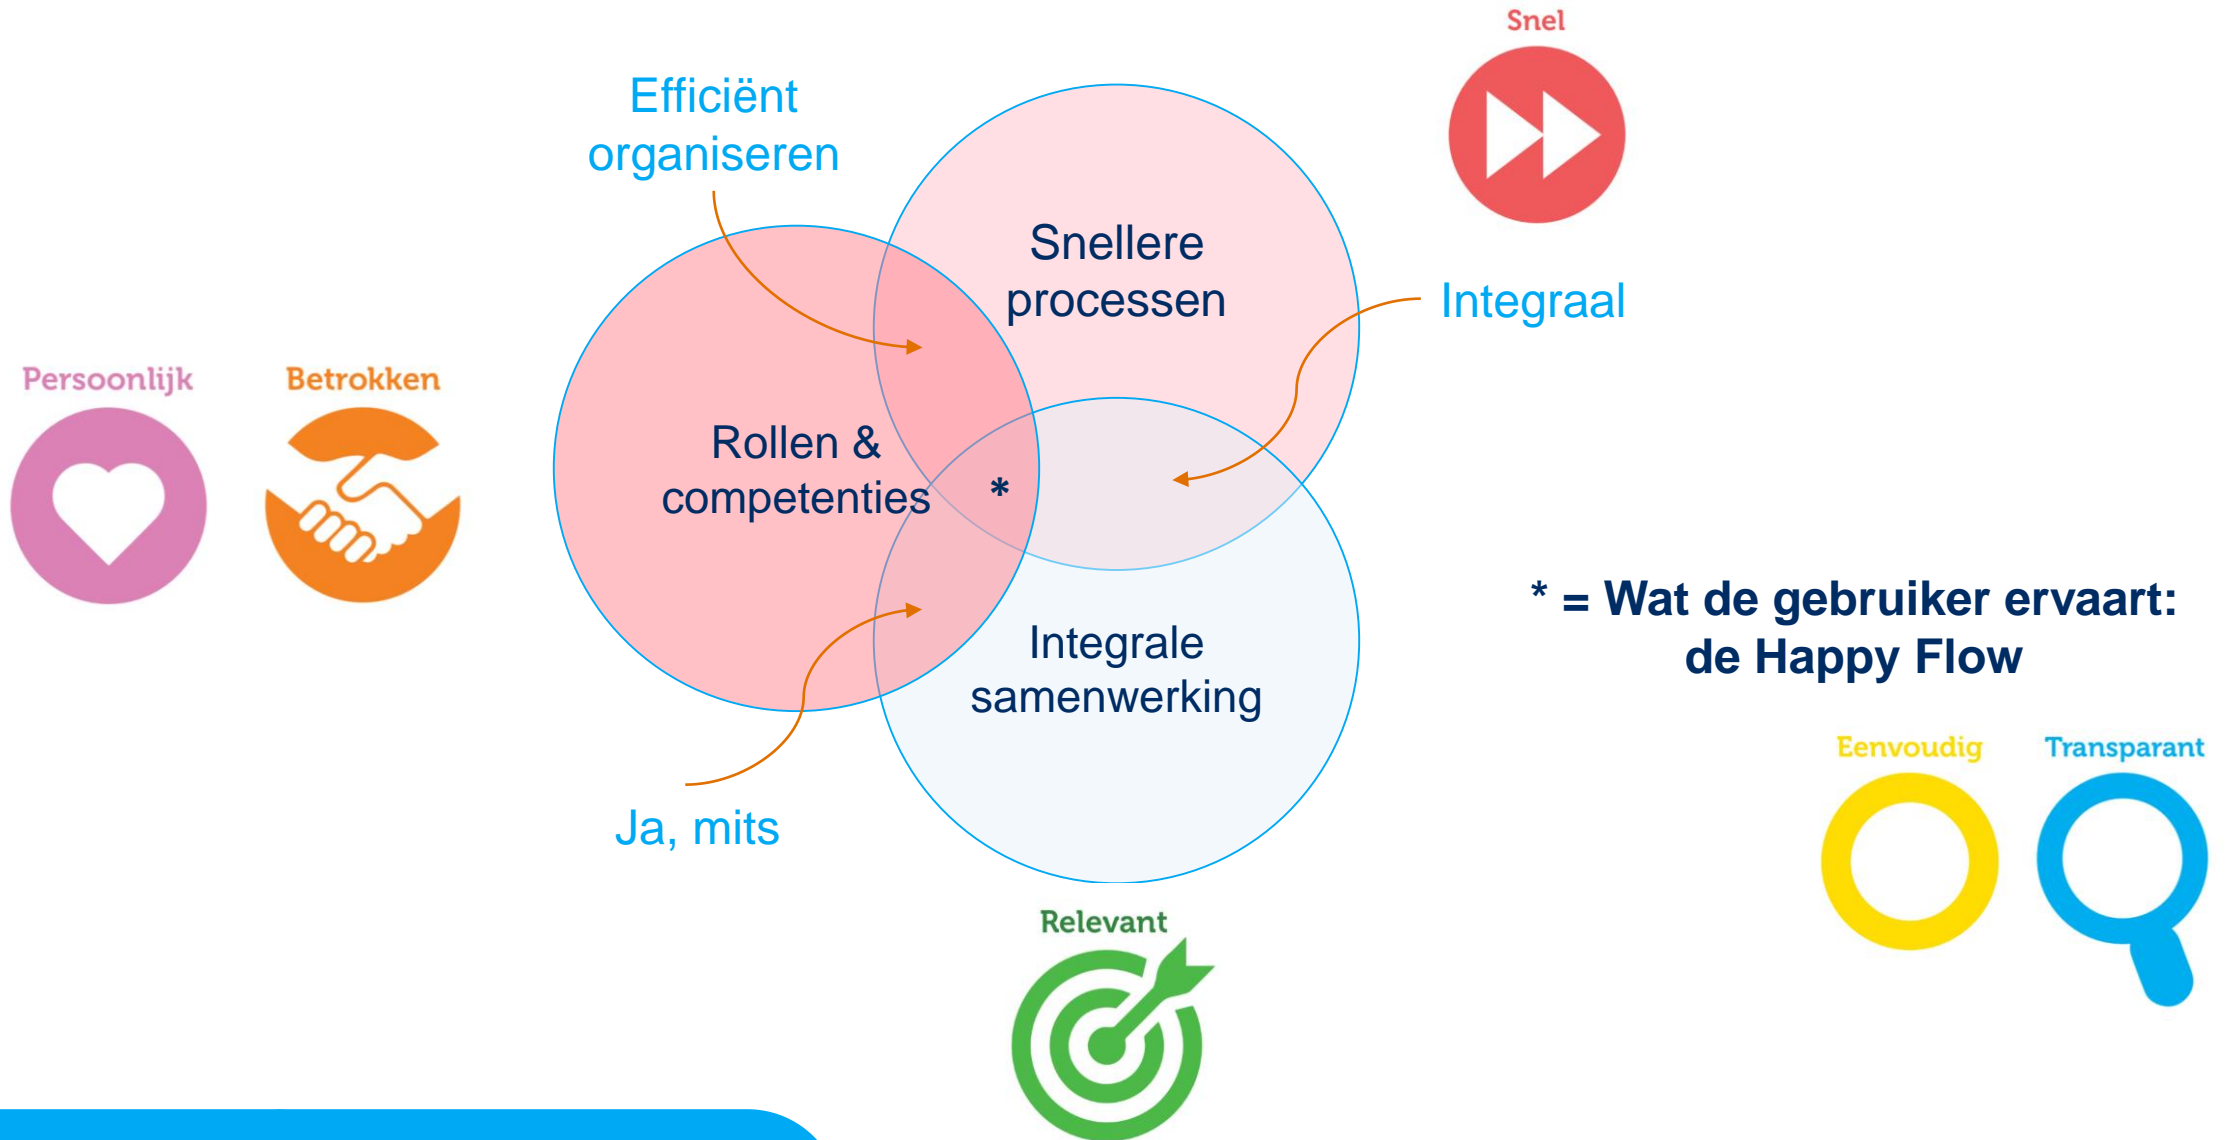 Snel
Efficiënt
organiseren
Snellere
processen
Integraal
Persoonlijk
Betrokken
Rollen &
competenties
*
* = Wat de gebruiker ervaart:
de Happy Flow
Integrale
samenwerking
Eenvoudig
Transparant
Ja, mits
Relevant